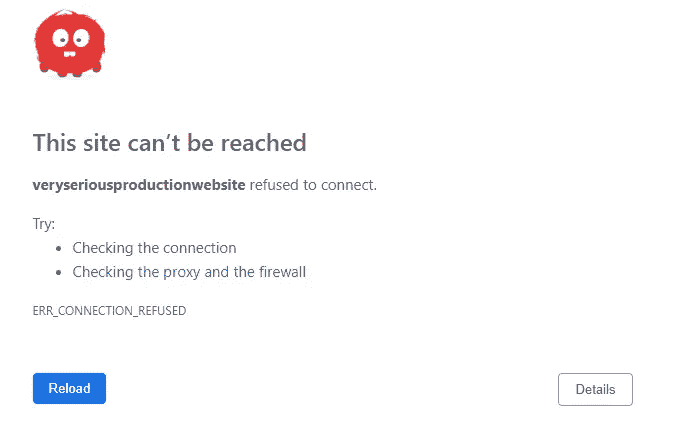 This site can’t be reached
veryseriousproductionwebsite refused to connect.
Try:
• Checking the connection
• Checking the proxy and the firewall
ERR_CONNECTION_REFUSED
Reload
Details